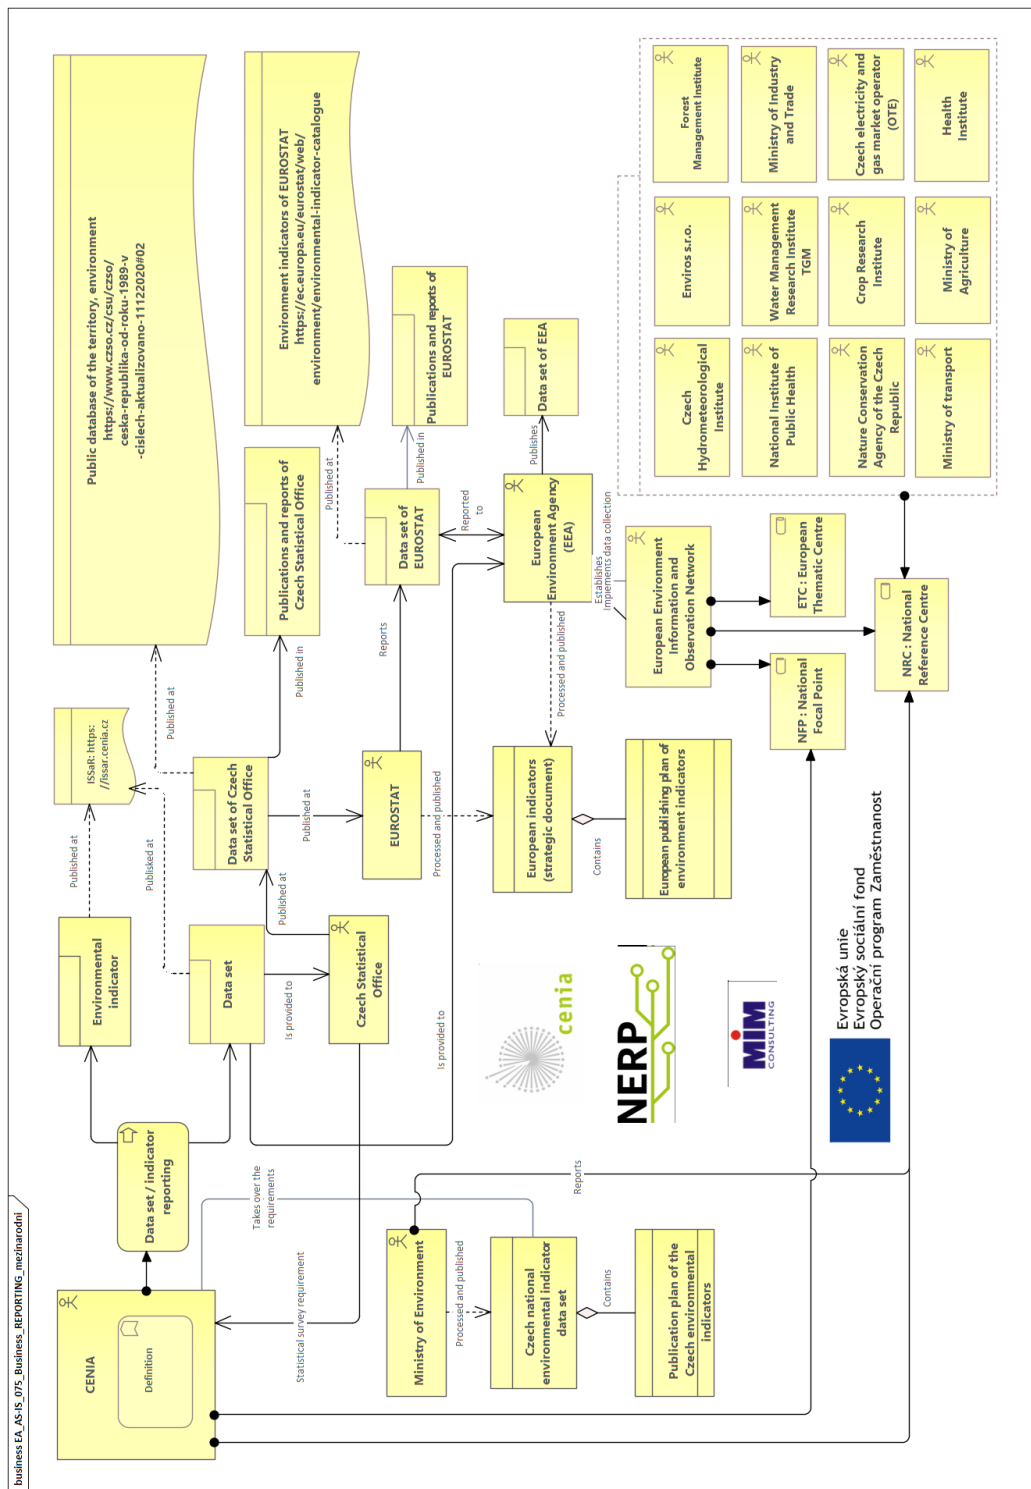 business EA_AS-IS_075_Business_REPORTING_mezinarodni
CENIA
Definition
Data set / indicator
reporting
Environmental
indicator
Data set
Published at
Published at
ISSaR: https:
//issar.cenia.cz
Public database of the territory, environment
https://www.czso.cz/csu/czso/
ceska-republika-od-roku-1989-v
-cislech-aktualizovano-11122020#02
Published at
Data set of Czech
Statistical Office
Published in
Publications and reports of
Czech Statistical Office
Environment indicators of EUROSTAT
https://ec.europa.eu/eurostat/web/
environment/environmental-indicator-catalogue
Published at
Takes over the
requirements
Is provided to
Published at
Czech Statistical
Office
Statistical survey requirement
Published at
EUROSTAT
Reports
Data set of
EUROSTAT
Published in
Publications and reports of
EUROSTAT
Ministry of Environment
Is provided to
Processed and published
Reported
to
Processed and published
Czech national
environmental indicator
data set
European indicators
(strategic document)
Processed and published
European
Environment Agency
(EEA)
Publishes
Data set of EEA
Reports
Contains
Contains
Establishes
Implements data collection
Publication plan of the
Czech environmental
indicators
European publishing plan of
environment indicators
European Environment
Information and
Observation Network
cenia
NERP
MIM
CONSULTING
NFP : National
Focal Point
ETC : European
Thematic Centre
NRC : National
Reference Centre
Czech
Hydrometeorological
Institute
Enviros s.r.o.
Forest
Management Institute
National Institute of
Public Health
Water Management
Research Institute
TGM
Ministry of Industry
and Trade
Nature Conservation
Agency of the Czech
Republic
Crop Research
Institute
Czech electricity and
gas market operator
(OTE)
Ministry of transport
Ministry of
Agriculture
Health
Institute
Evropská unie
Evropský sociální fond
Operační program Zaměstnanost